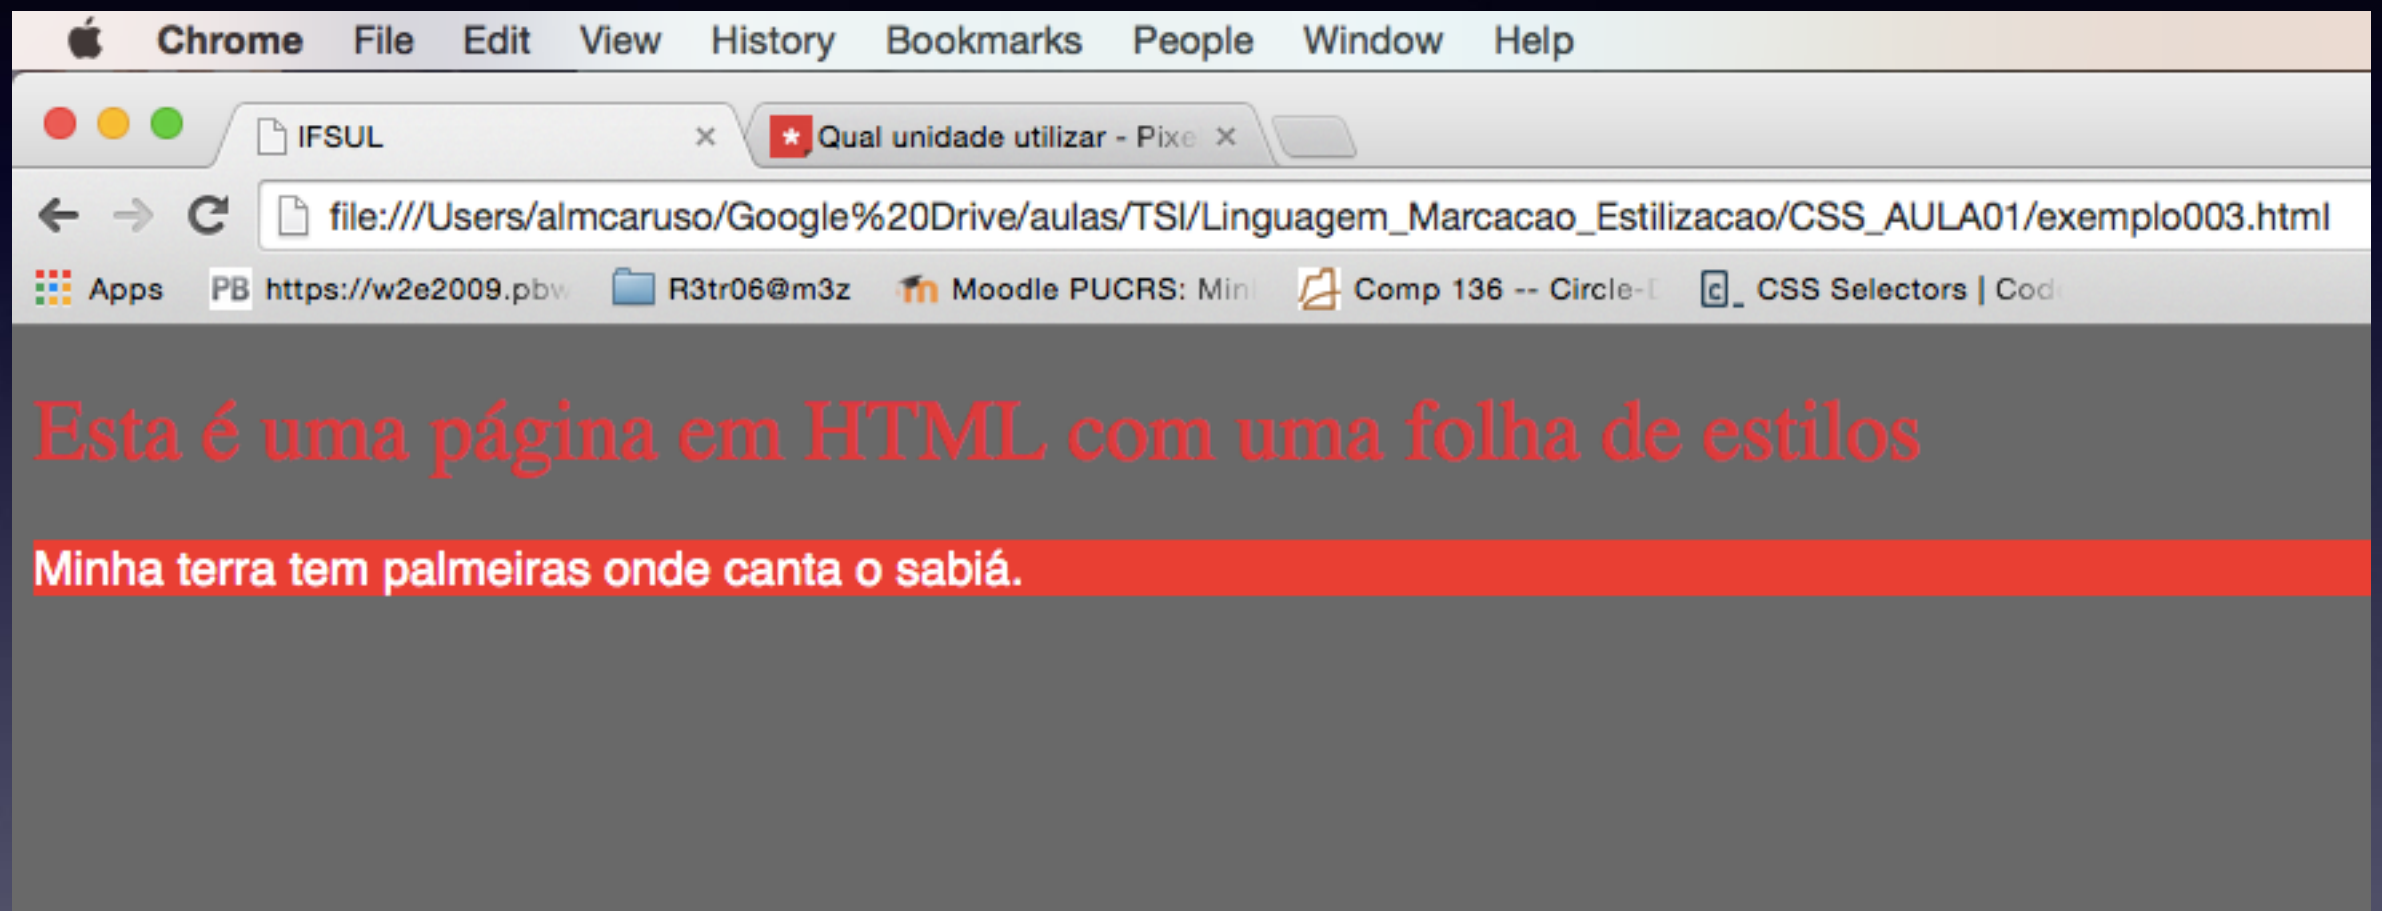 Chrome File Edit View History Bookmarks People Window Help
IFSUL Qual unidade utilizar - Pixe
file:///Users/almcaruso/Google%20Drive/aulas/TSI/Linguagem_Marcacao_Estilizacao/CSS_AULA01/exemplo003.html
Apps PB https://w2e2009.pbw R3tr06@m3z Moodle PUCRS: Min Comp 136 -- Circle- CSS Selectors | Cod
Esta é uma página em HTML com uma folha de estilos
Minha terra tem palmeiras onde canta o sabiá.